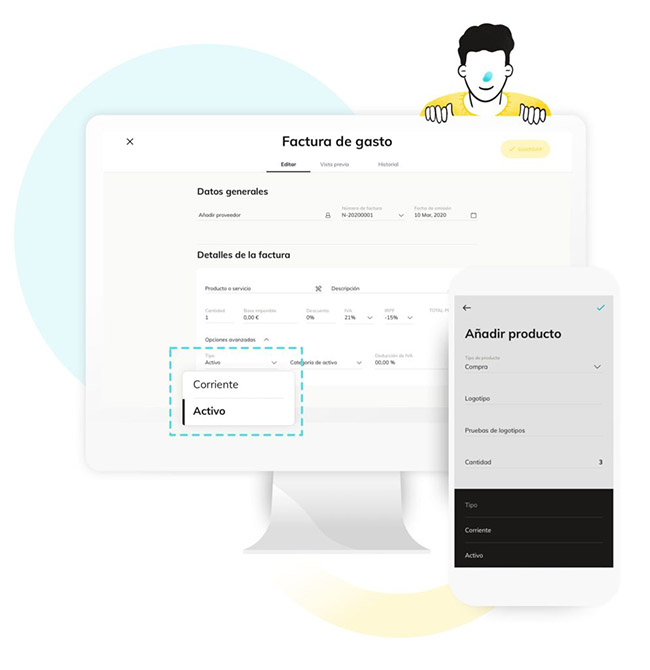 Factura de gasto
GUARDAR
Editar
Vista previa
Historial
Datos generales
Número de factura
Fecha de emisión
Añadir proveedor
N-20200001
10 Mar, 2020
Detalles de la factura
Producto o servicio
Descripción
Cantidad
Base imponible
Descuento
IVA
IRPF
1
0,00 €
0%
21%
-15%
Opciones avanzadas
Tipo
Deducción de IVA
Activo
Categoría de activo
00,00 %
Corriente
Activo
Añadir producto
Tipo de producto
Compra
Logotipo
Pruebas de logotipos
Cantidad 3
Tipo
Corriente
Activo